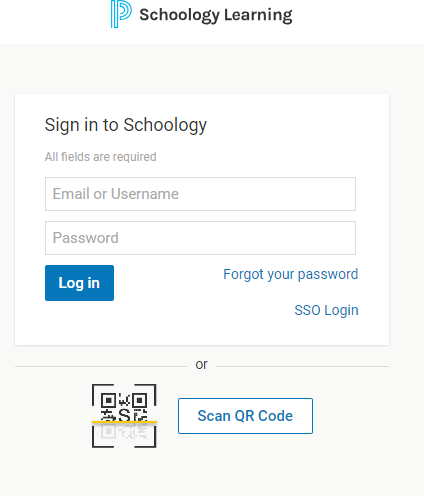 Schoology Learning
Sign in to Schoology
All fields are required
Email or Username
Password
Log in
Forgot your password
SSO Login
or
S
Scan QR Code